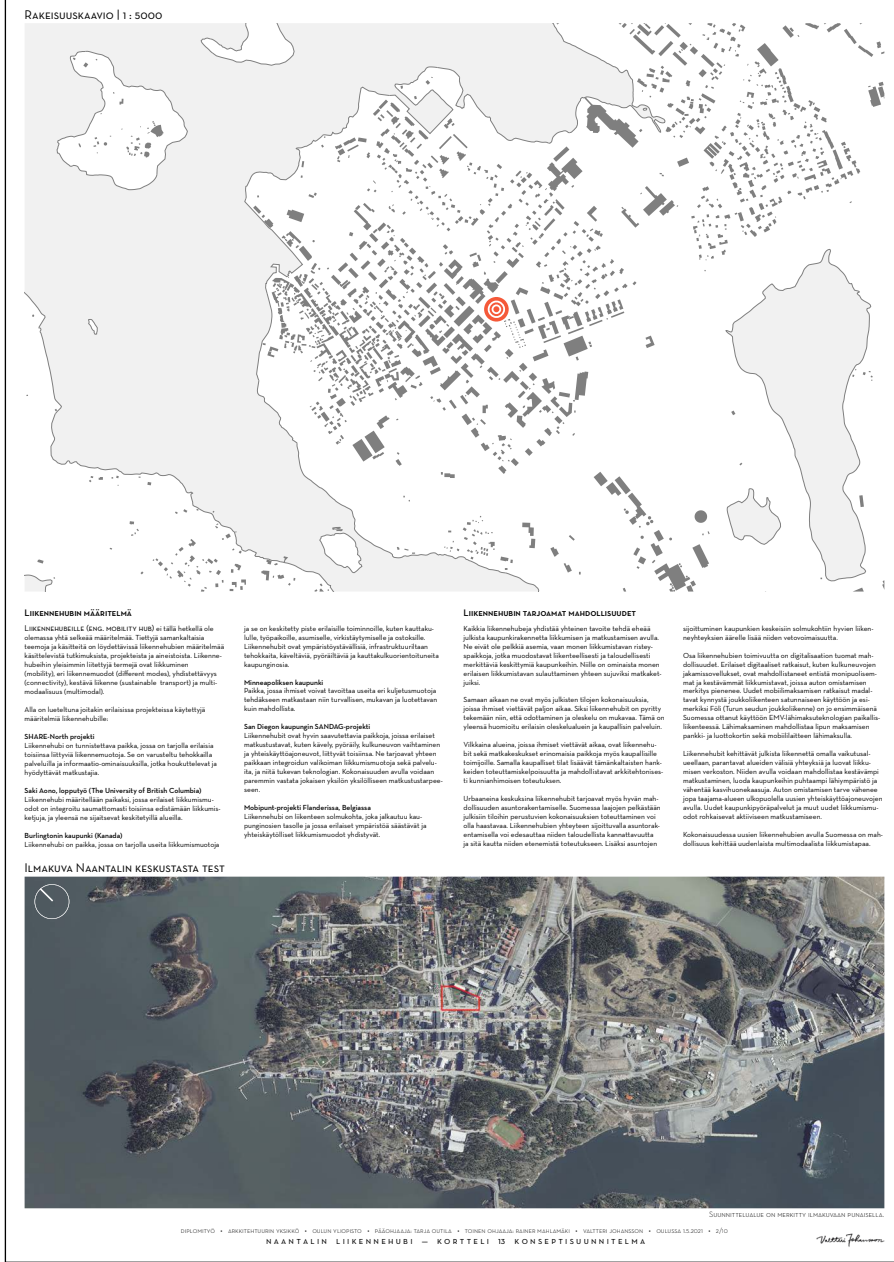 Rakeisuuskaavio | 1 : 5000
Liikennehubin määritelmä
Liikennehubeille (eng. mobility hub) ei tällä hetkellä ole
olemassa yhtä selkeää määritelmää. Tiettyjä samankaltaisia
teemoja ja käsitteitä on löydettävissä liikennehubien määritelmää
käsittelevistä tutkimuksista, projekteista ja aineistoista. Liikenne-
hubeihin yleisimmin liitettyjä termejä ovat liikkuminen
(mobility), eri liikennemuodot (different modes), yhdistettävyys
(connectivity), kestävä liikenne (sustainable transport) ja multi-
modaalisuus (multimodal).
Alla on lueteltuna joitakin erilaisissa projekteissa käytettyjä
määritelmiä liikennehubille:
SHARE-North projekti
Liikennehubi on tunnistettava paikka, jossa on tarjolla erilaisia
toisiinsa liittyviä liikennemuotoja. Se on varusteltu tehokkailla
palveluilla ja informaatio-ominaisuuksilla, jotka houkuttelevat ja
hyödyttävät matkustajia.
Saki Aono, lopputyö (The University of British Columbia)
Liikennehubi määritellään paikaksi, jossa erilaiset liikkumismu-
odot on integroitu saumattomasti toisiinsa edistämään liikkumis-
ketjuja, ja yleensä ne sijaitsevat keskitetyillä alueilla.
Burlingtonin kaupunki (Kanada)
Liikennehubi on paikka, jossa on tarjolla useita liikkumismuotoja
ja se on keskitetty piste erilaisille toiminnoille, kuten kauttaku-
lulle, työpaikoille, asumiselle, virkistäytymiselle ja ostoksille.
Liikennehubit ovat ympäristöystävällisiä, infrastruktuuriltaan
tehokkaita, käveltäviä, pyöräiltäviä ja kauttakulkuorientoituneita
kaupunginosia.
Minneapoliksen kaupunki
Paikka, jossa ihmiset voivat tavoittaa useita eri kuljetusmuotoja
tehdäkseen matkastaan niin turvallisen, mukavan ja luotettavan
kuin mahdollista.
San Diegon kaupungin SANDAG-projekti
Liikennehubit ovat hyvin saavutettavia paikkoja, joissa erilaiset
matkustustavat, kuten kävely, pyöräily, kulkuneuvon vaihtaminen
ja yhteiskäyttöajoneuvot, liittyvät toisiinsa. Ne tarjoavat yhteen
paikkaan integroidun valikoiman liikkumismuotoja sekä palvelu-
ita, ja niitä tukevan teknologian. Kokonaisuuden avulla voidaan
paremmin vastata jokaisen yksilön yksilölliseen matkustustarpee-
seen.
Mobipunt-projekti Flanderissa, Belgiassa
Liikennehubi on liikenteen solmukohta, joka jalkautuu kau-
punginosien tasolle ja jossa erilaiset ympäristöä säästävät ja
yhteiskäytölliset liikkumismuodot yhdistyvät.
Liikennehubin tarjoamat mahdollisuudet
Kaikkia liikennehubeja yhdistää yhteinen tavoite tehdä eheää
julkista kaupunkirakennetta liikkumisen ja matkustamisen avulla.
Ne eivät ole pelkkiä asemia, vaan monen liikkumistavan risteys-
paikkoja, jotka muodostavat liikenteellisesti ja taloudellisesti
merkittäviä keskittymiä kaupunkeihin. Niille on ominaista monen
erilaisen liikkumistavan sulauttaminen yhteen sujuviksi matkaket-
juiksi.
Samaan aikaan ne ovat myös julkisten tilojen kokonaisuuksia,
joissa ihmiset viettävät paljon aikaa. Siksi liikennehubit on pyritty
tekemään niin, että odottaminen ja oleskelu on mukavaa. Tämä on
yleensä huomioitu erilaisin oleskelualuein ja kaupallisin palveluin.
Vilkkaina alueina, joissa ihmiset viettävät aikaa, ovat liikennehu-
bit sekä matkakeskukset erinomaisia paikkoja myös kaupallisille
toimijoille. Samalla kaupalliset tilat lisäävät tämänkaltaisten hank-
keiden toteuttamiskelpoisuutta ja mahdollistavat arkkitehtonises-
ti kunnianhimoisen toteutuksen.
Urbaaneina keskuksina liikennehubit tarjoavat myös hyvän mah-
dollisuuden asuntorakentamiselle. Suomessa laajojen pelkästään
julkisiin tiloihin perustuvien kokonaisuuksien toteuttaminen voi
olla haastavaa. Liikennehubien yhteyteen sijoittuvalla asuntorak-
entamisella voi edesauttaa niiden taloudellista kannattavuutta
ja sitä kautta niiden etenemistä toteutukseen. Lisäksi asuntojen
sijoittuminen kaupunkien keskeisiin solmukohtiin hyvien liiken-
neyhteyksien äärelle lisää niiden vetovoimaisuutta.
Osa liikennehubien toimivuutta on digitalisaation tuomat mah-
dollisuudet. Erilaiset digitaaliset ratkaisut, kuten kulkuneuvojen
jakamissovellukset, ovat mahdollistaneet entistä monipuolisem-
mat ja kestävämmät liikkumistavat, joissa auton omistamisen
merkitys pienenee. Uudet mobiilimaksamisen ratkaisut madal-
tavat kynnystä joukkoliikenteen satunnaiseen käyttöön ja esi-
merkiksi Föli (Turun seudun joukkoliikenne) on jo ensimmäisenä
Suomessa ottanut käyttöön EMV-lähimaksuteknologian paikallis-
liikenteessä. Lähimaksaminen mahdollistaa lipun maksamisen
pankki- ja luottokortin sekä mobiililaitteen lähimaksulla.
Liikennehubit kehittävät julkista liikennettä omalla vaikutusal-
ueellaan, parantavat alueiden välisiä yhteyksiä ja luovat liikku-
misen verkoston. Niiden avulla voidaan mahdollistaa kestävämpi
matkustaminen, luoda kaupunkeihin puhtaampi lähiympäristö ja
vähentää kasvihuonekaasuja. Auton omistamisen tarve vähenee
jopa taajama-alueen ulkopuolella uusien yhteiskäyttöajoneuvojen
avulla. Uudet kaupunkipyöräpalvelut ja muut uudet liikkumismu-
odot rohkaisevat aktiiviseen matkustamiseen.
Kokonaisuudessa uusien liikennehubien avulla Suomessa on mah-
dollisuus kehittää uudenlaista multimodaalista liikkumistapaa.
Ilmakuva Naantalin keskustasta test
Suunnittelualue on merkitty ilmakuvaan punaisella.
DIPLOMITYÖ • ARKKITEHTUURIN YKSIKKÖ • OULUN YLIOPISTO • PÄÄOHJAAJA: TARJA OUTILA • TOINEN OHJAAJA: RAINER MAHLAMÄKI • VALTTERI JOHANSSON • OULUSSA 1.5.2021 • 2/10
NAANTALIN LIIKENNEHUBI — KORTTELI 13 KONSEPTISUUNNITELMA
Valtteri Johansson